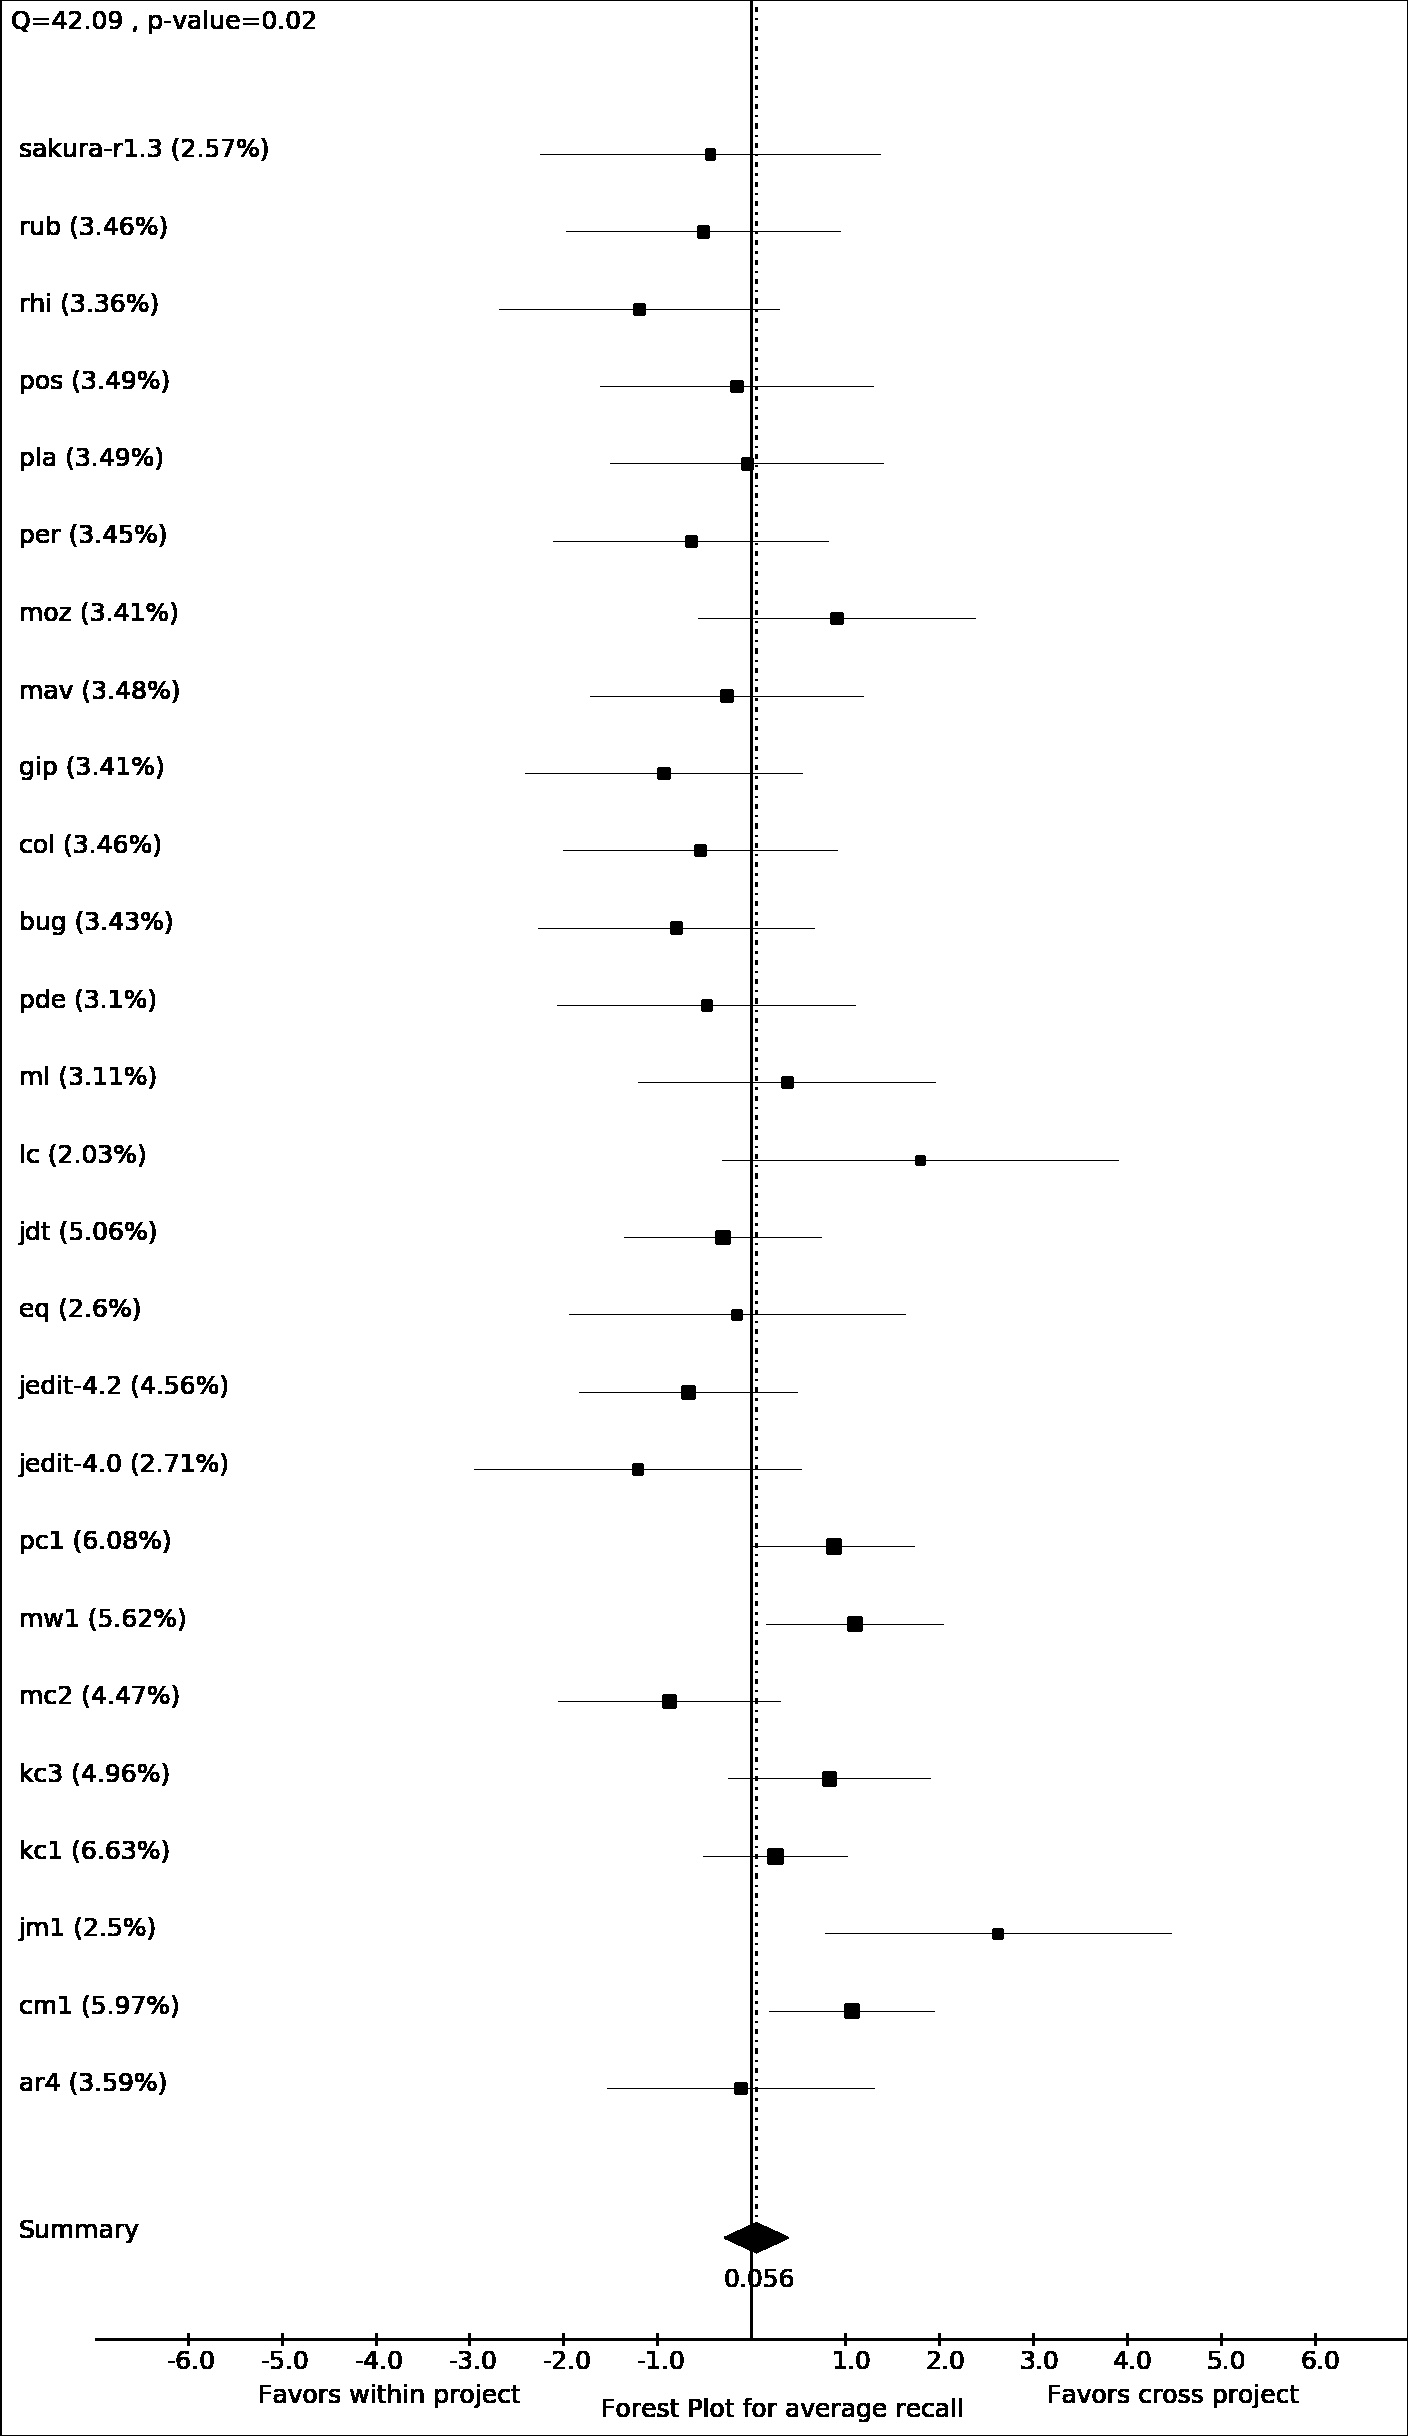 Q=42.09 , p-value=0.02
sakura-r1.3 (2.57%)
rub (3.46%)
rhi (3.36%)
pos (3.49%)
pla (3.49%)
per (3.45%)
moz (3.41%)
mav (3.48%)
gip (3.41%)
col (3.46%)
bug (3.43%)
pde (3.1%)
ml (3.11%)
lc (2.03%)
jdt (5.06%)
eq (2.6%)
jedit-4.2 (4.56%)
jedit-4.0 (2.71%)
pc1 (6.08%)
mw1 (5.62%)
mc2 (4.47%)
kc3 (4.96%)
kc1 (6.63%)
jm1 (2.5%)
cm1 (5.97%)
ar4 (3.59%)
Summary
0.056
-6.0 -5.0 -4.0 -3.0 -2.0 -1.0 1.0 2.0 3.0 4.0 5.0 6.0
Favors within project Favors cross project
Forest Plot for average recall